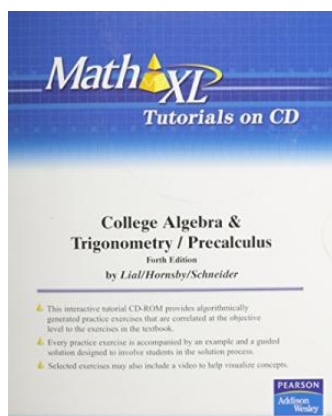 Math XL
Tutorials on CD
College Algebra &
Trigonometry / Precalculus
Forth Edition
by Lial/Hornsby/Schneider
This interactive tutorial CD-ROM provides algorithmically
generated practice exercises that are correlated at the objective
level to the exercises in the textbook.
Every practice exercise is accompanied by an example and a guided
solution designed to involve students in the solution process.
Selected exercises may also include a video to help visualize concepts.
PEARSON
Addison
Wesley